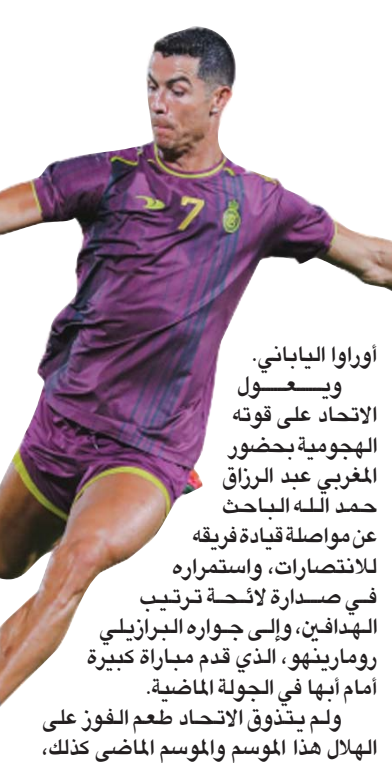 7
أوراوا الياباني.
ويــعــول
الاتحاد على قوته
الهجومية بحضور
المغربي عبد الرزاق
حمد الله الباحث
عن مواصلة قيادة فريقه
للانتصارات، واستمراره
في صدارة لائحة ترتيب
الهدافين، وإلى جواره البرازيلي
رومارينهو، الذي قدم مباراة كبيرة
أمام أبها في الجولة الماضية.
ولم يتذوق الاتحاد طعم الفوز على
الهلال هذا الموسم والموسم الماضي كذلك،